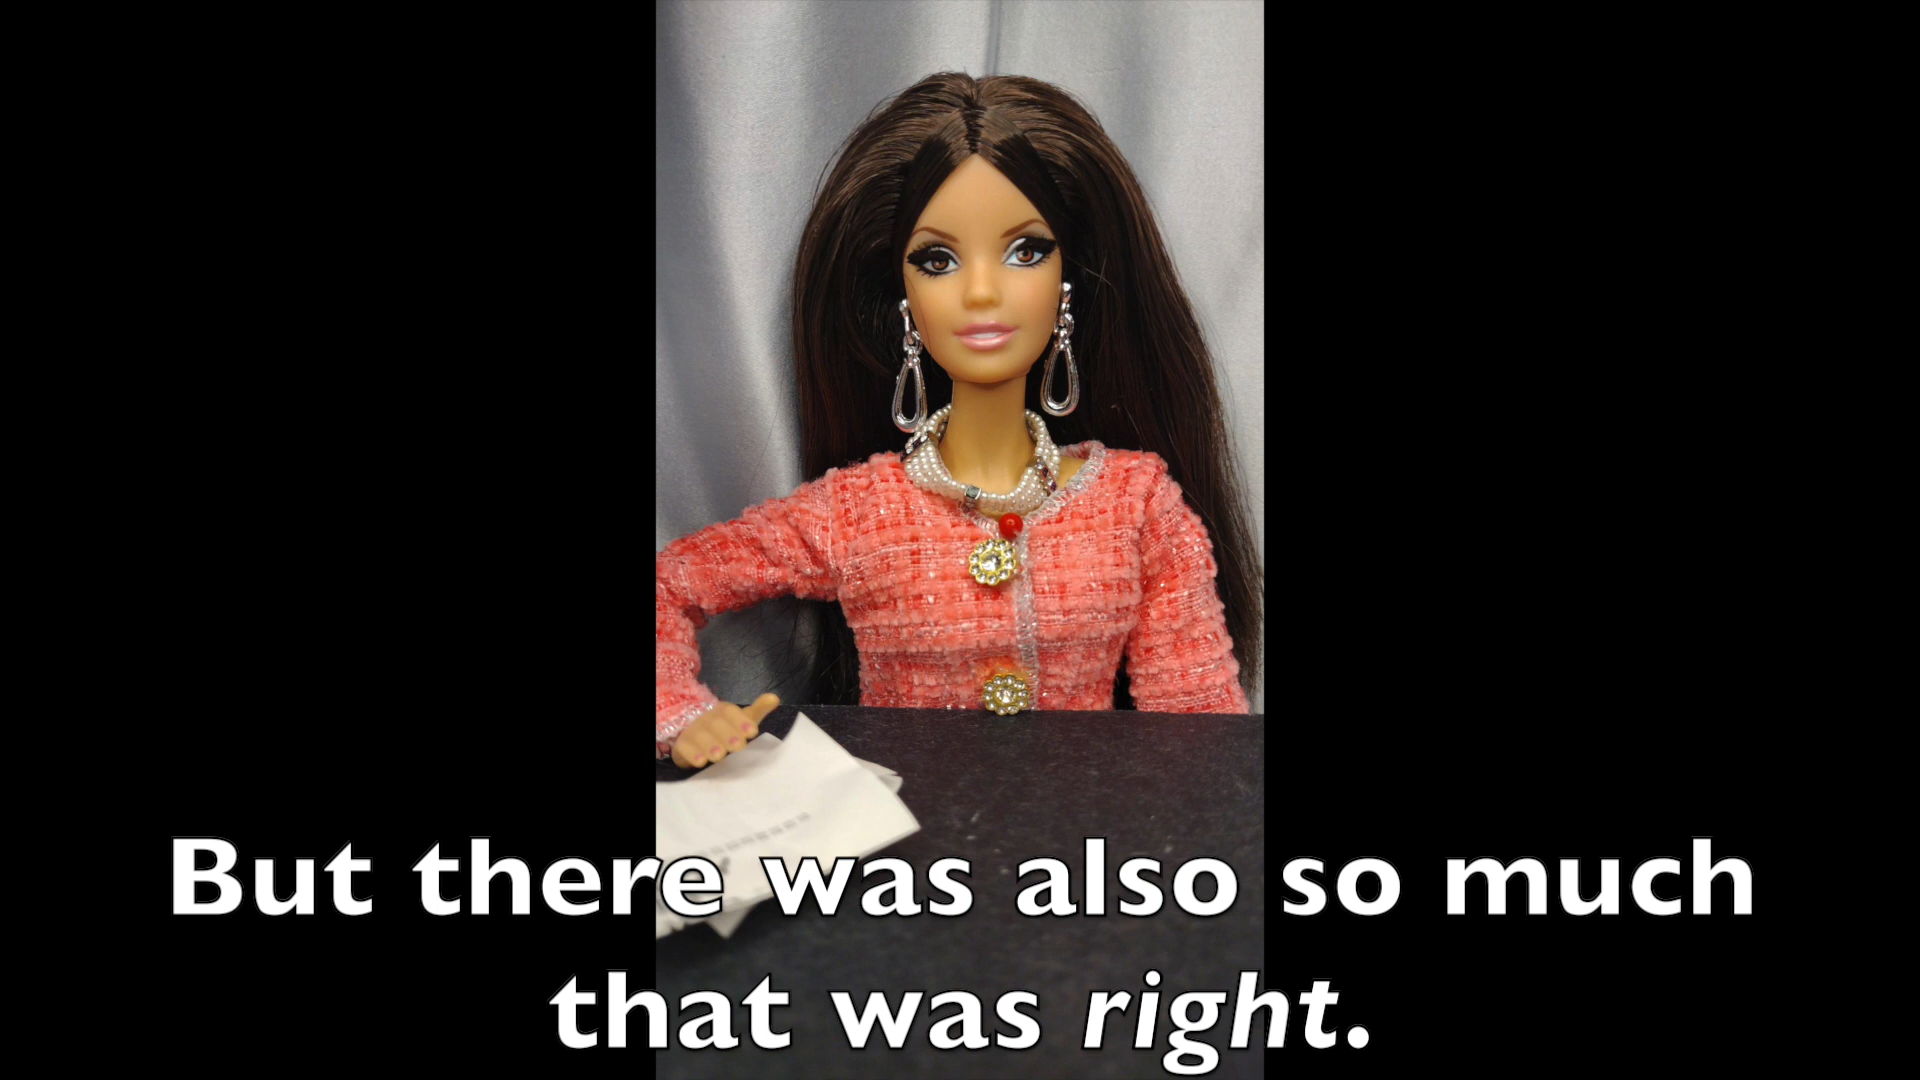 But there was also so much
that was right.